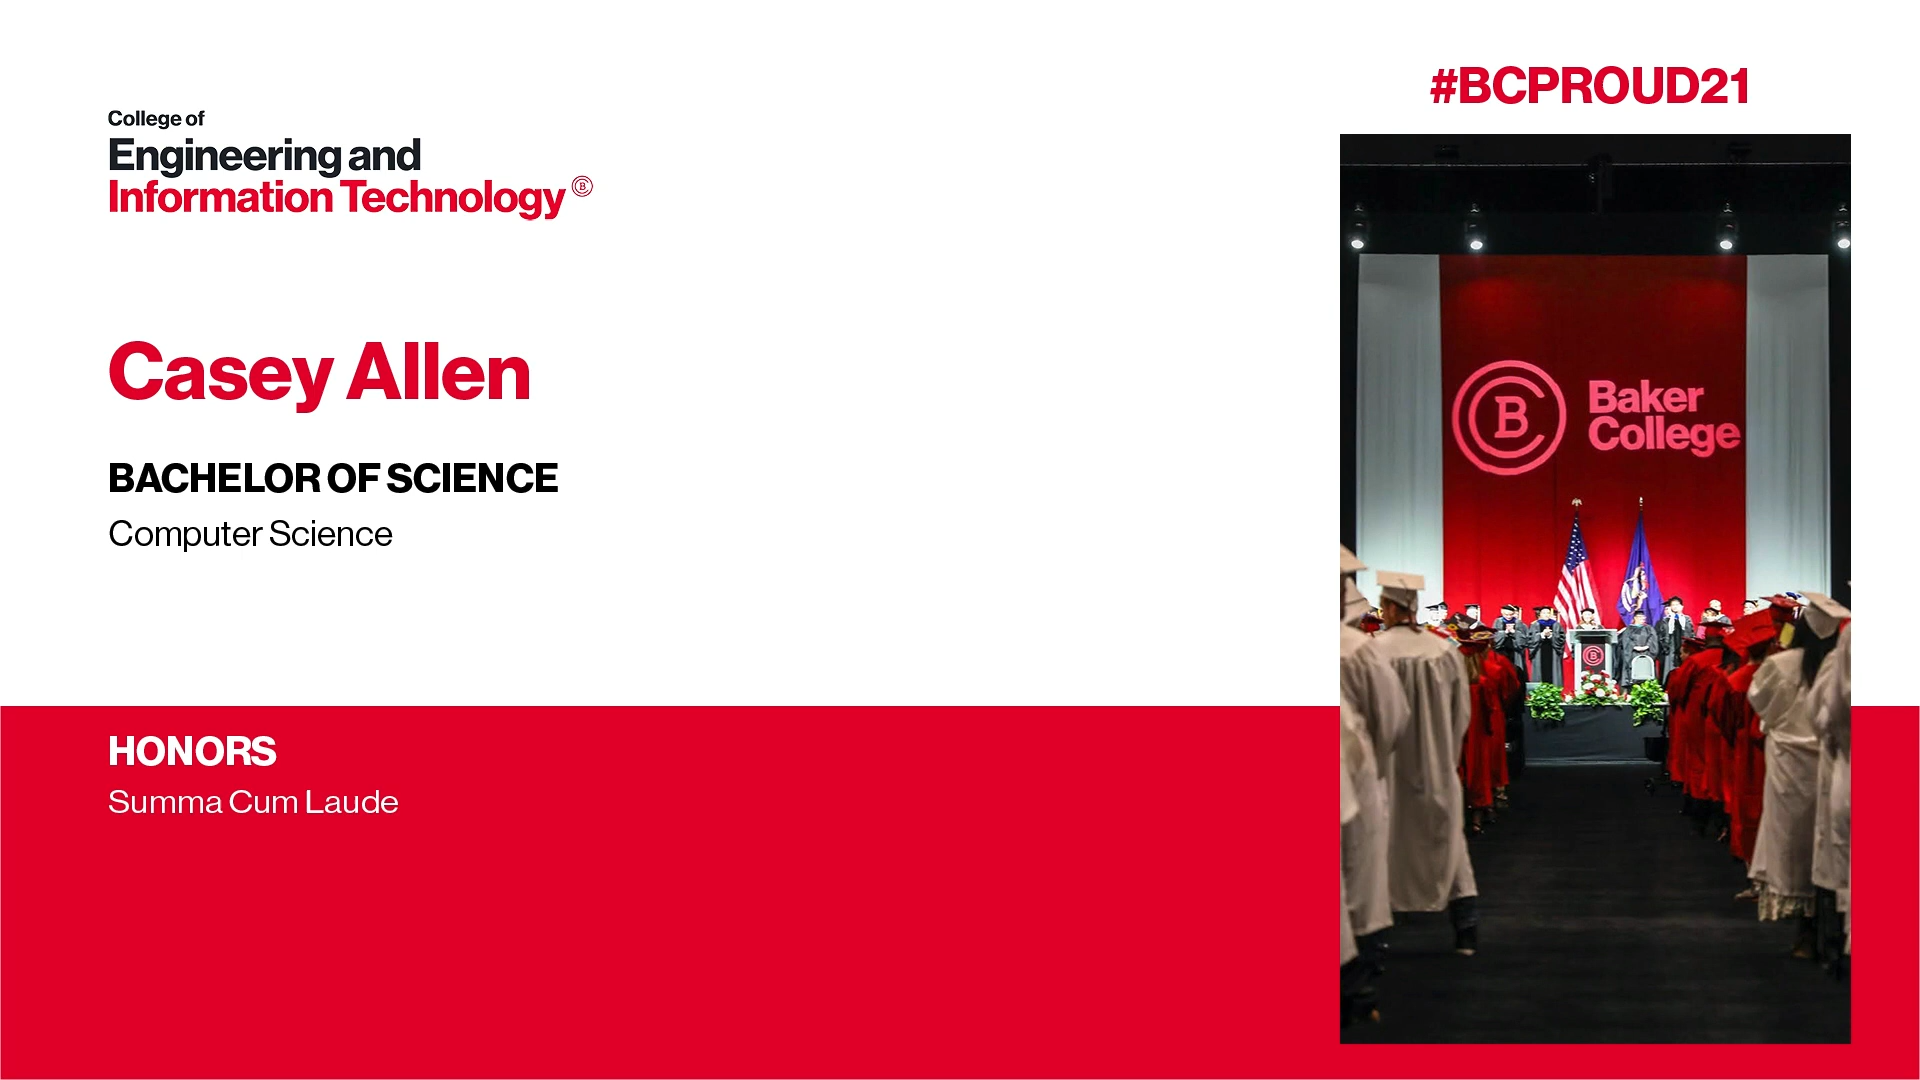 #BCPROUD21
College of
Engineering and
Information Technology
B
Casey Allen
BACHELOR OF SCIENCE
Computer Science
HONORS
Summa Cum Laude
B
Baker
College
B